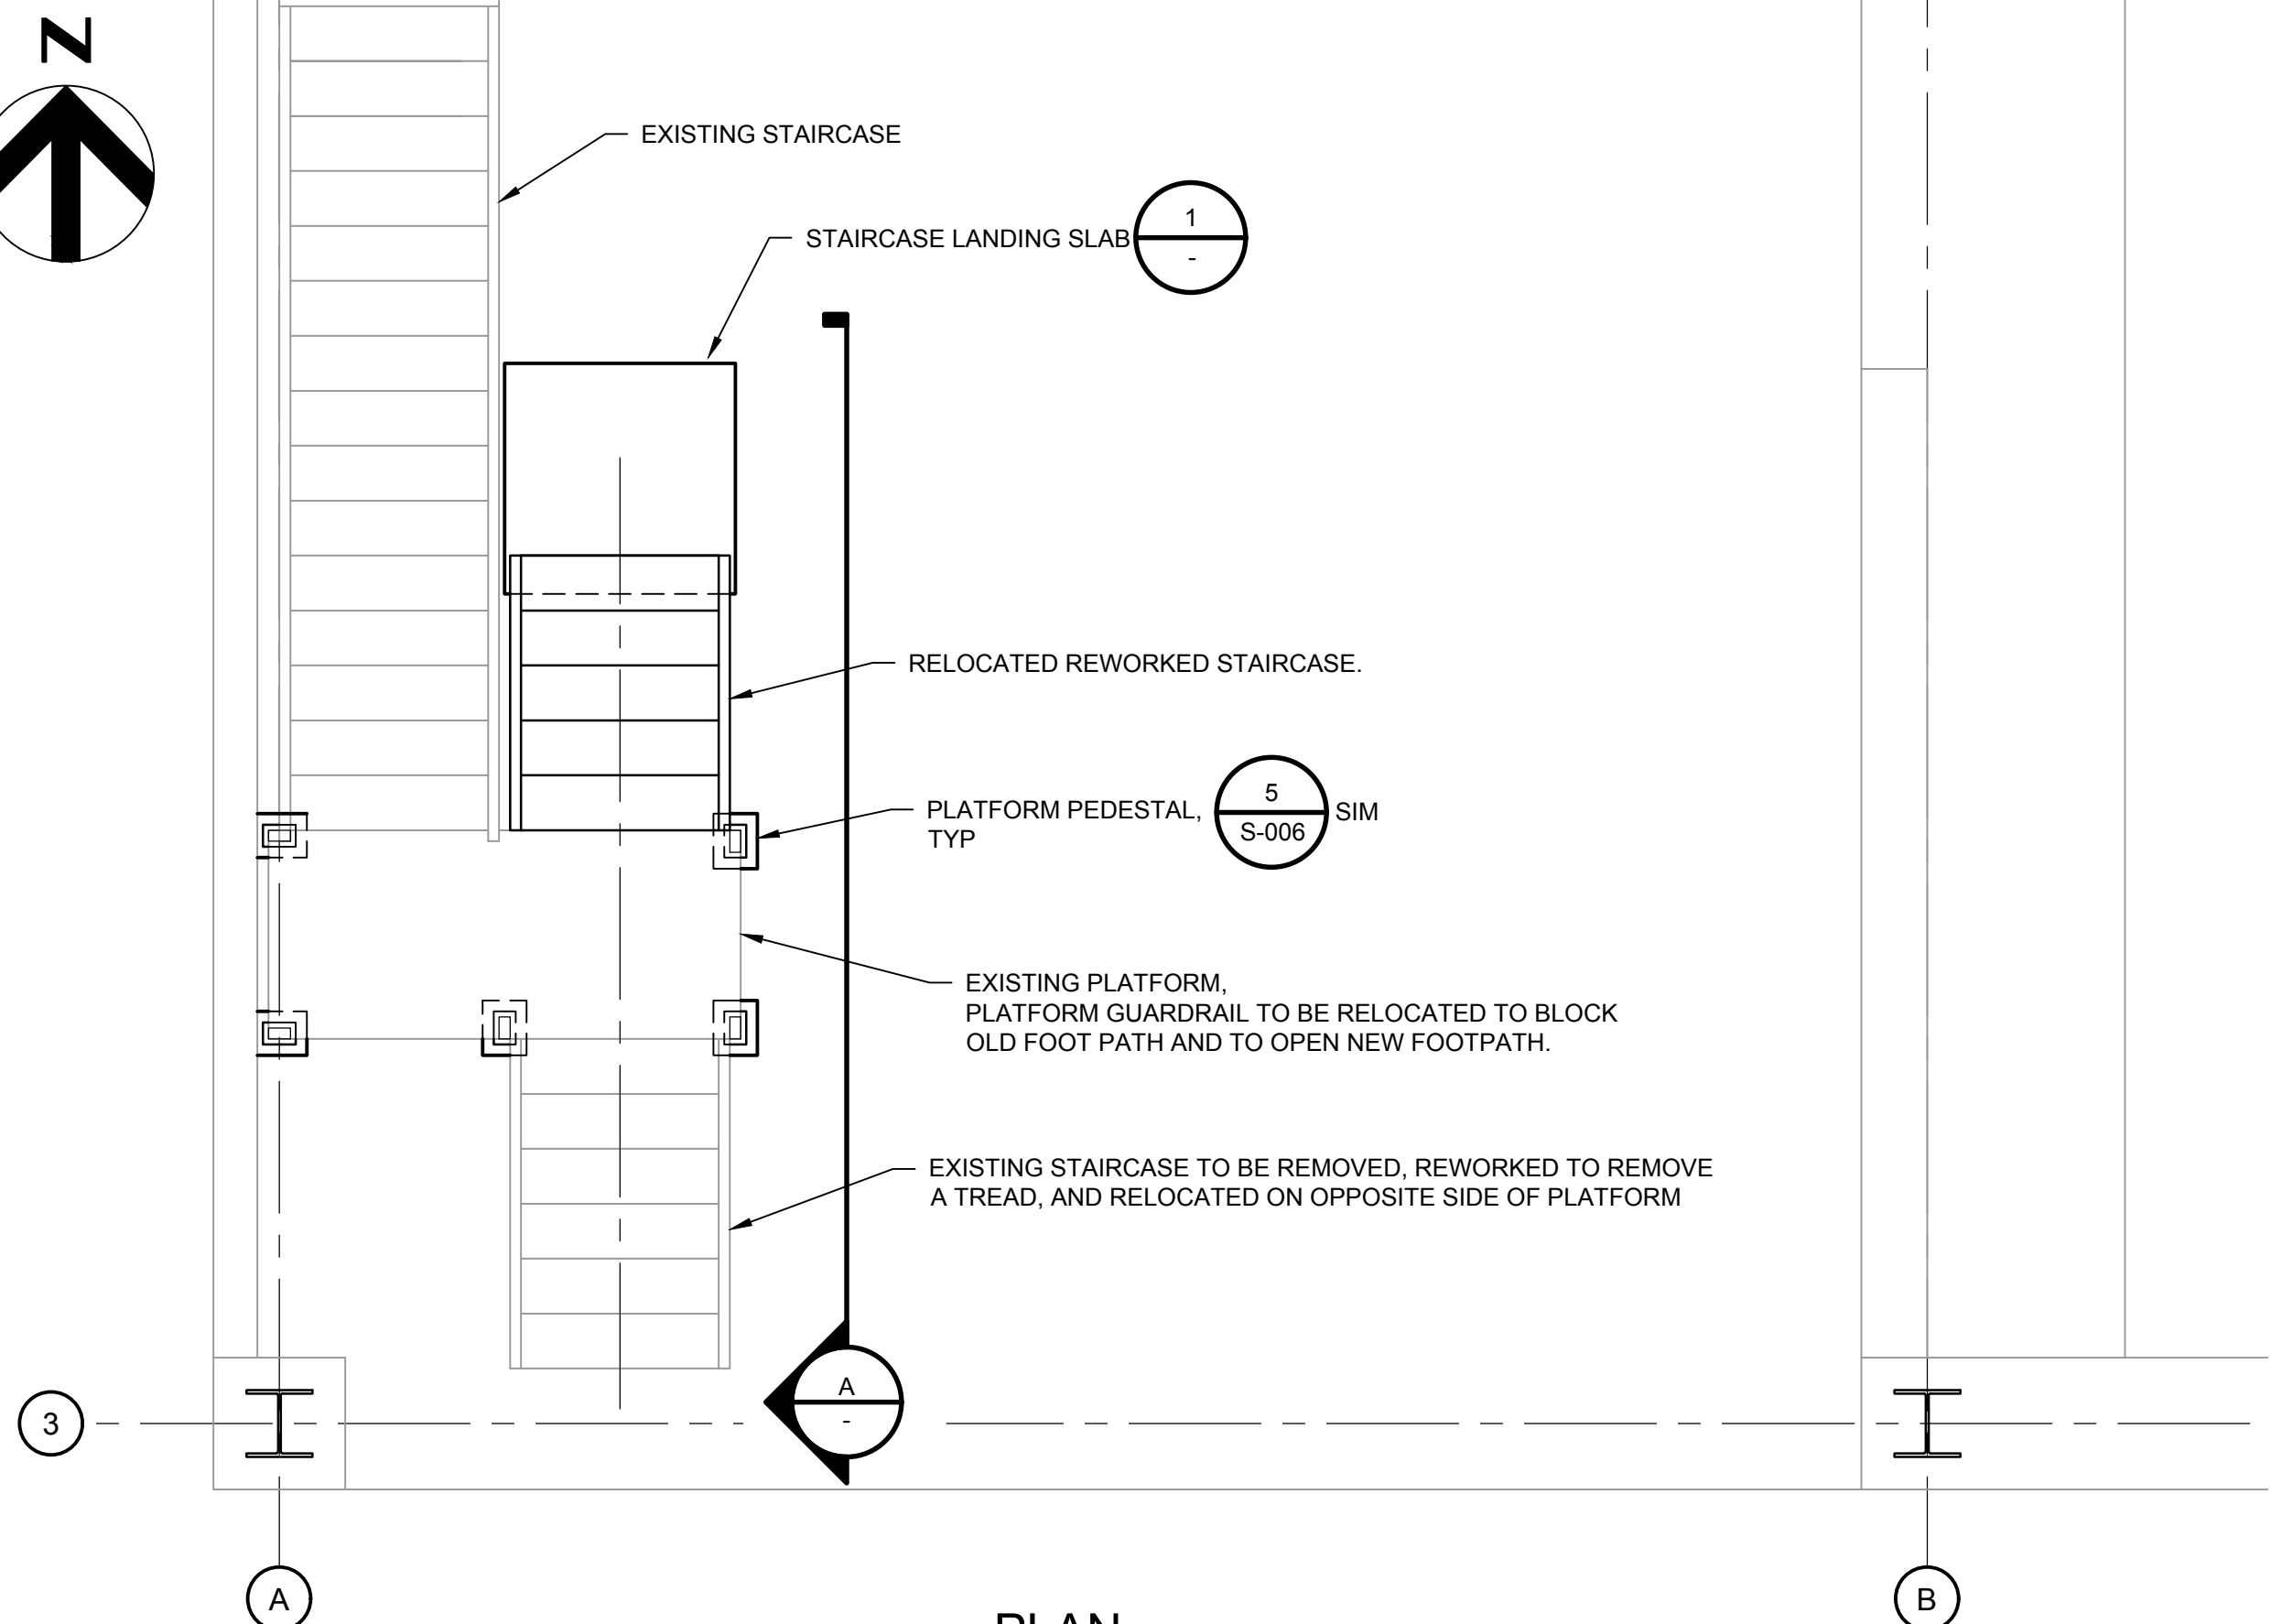 N
EXISTING STAIRCASE
STAIRCASE LANDING SLAB
1
-
RELOCATED REWORKED STAIRCASE.
PLATFORM PEDESTAL,
TYP
5
S-006
SIM
EXISTING PLATFORM,
PLATFORM GUARDRAIL TO BE RELOCATED TO BLOCK
OLD FOOT PATH AND TO OPEN NEW FOOTPATH.
EXISTING STAIRCASE TO BE REMOVED, REWORKED TO REMOVE
A TREAD, AND RELOCATED ON OPPOSITE SIDE OF PLATFORM
A
-
3
A
B
PLAN